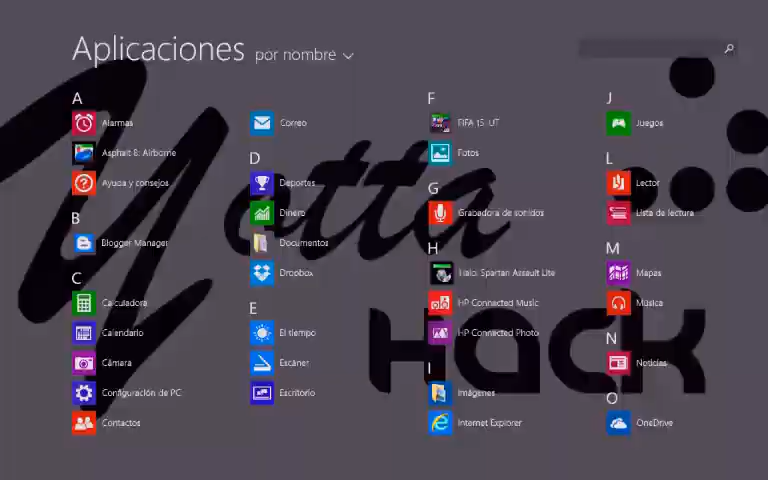 Aplicaciones por nombre
A
Alarmas
Asphalt 8: Airborne
Ayuda y consejos
B
Blogger Manager
C
Calculadora
Calendario
Cámara
Configuración de PC
Contactos
Correo
D
Deportes
Dinero
Documentos
Dropbox
E
El tiempo
Escáner
Escritorio
F
FIFA 15: UT
Fotos
G
Grabadora de sonidos
H
Halo: Spartan Assault Lite
HP Connected Music
HP Connected Photo
I
Imágenes
Internet Explorer
J
Juegos
L
Lector
Lista de lectura
M
Mapas
Música
N
Noticias
O
OneDrive
Yatta
HacK